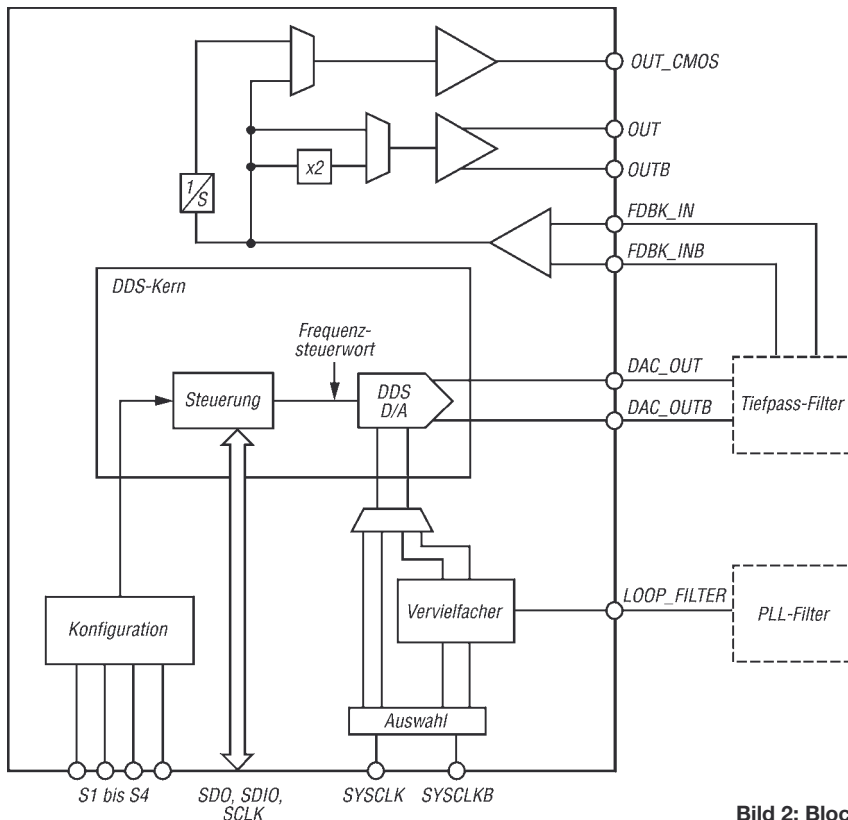 OUT_CMOS
OUT
x2
OUTB
1/S
FDBK_IN
FDBK_INB
DDS-Kern
Frequenz-
steuerwort
DAC_OUT
Steuerung
DDS
D/A
DAC_OUTB
Tiefpass-Filter
LOOP_FILTER
Vervielfacher
PLL-Filter
Konfiguration
Auswahl
S1 bis S4
SDO, SDIO,
SCLK
SYSCLK
SYSCLKB
Bild 2: Bloc